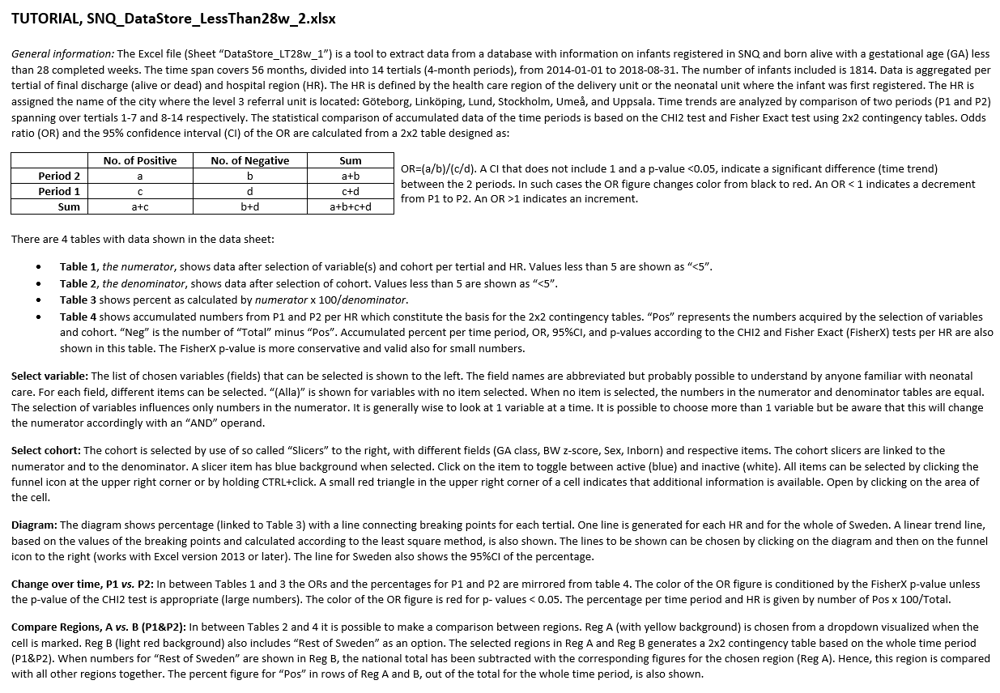 TUTORIAL, SNQ_DataStore_LessThan28w_2.xlsx
General information: The Excel file (Sheet “DataStore_LT28w_1”) is a tool to extract data from a database with information on infants registered in SNQ and born alive with a gestational age (GA) less
than 28 completed weeks. The time span covers 56 months, divided into 14 tertials (4-month periods), from 2014-01-01 to 2018-08-31. The number of infants included is 1814. Data is aggregated per
tertial of final discharge (alive or dead) and hospital region (HR). The HR is defined by the health care region of the delivery unit or the neonatal unit where the infant was first registered. The HR is
assigned the name of the city where the level 3 referral unit is located: Göteborg, Linköping, Lund, Stockholm, Umeå, and Uppsala. Time trends are analyzed by comparison of two periods (P1 and P2)
spanning over tertials 1-7 and 8-14 respectively. The statistical comparison of accumulated data of the time periods is based on the CHI2 test and Fisher Exact test using 2x2 contingency tables. Odds
ratio (OR) and the 95% confidence interval (CI) of the OR are calculated from a 2x2 table designed as:
No. of Positive No. of Negative Sum
Period 2 a b a+b
Period 1 c d c+d
Sum a+c b+d a+b+c+d
OR=(a/b)/(c/d). A CI that does not include 1 and a p-value <0.05, indicate a significant difference (time trend)
between the 2 periods. In such cases the OR figure changes color from black to red. An OR < 1 indicates a decrement
from P1 to P2. An OR >1 indicates an increment.
There are 4 tables with data shown in the data sheet:
• Table 1, the numerator, shows data after selection of variable(s) and cohort per tertial and HR. Values less than 5 are shown as “<5”.
• Table 2, the denominator, shows data after selection of cohort. Values less than 5 are shown as “<5”.
• Table 3 shows percent as calculated by numerator x 100/denominator.
• Table 4 shows accumulated numbers from P1 and P2 per HR which constitute the basis for the 2x2 contingency tables. “Pos” represents the numbers acquired by the selection of variables
and cohort. “Neg” is the number of “Total” minus “Pos”. Accumulated percent per time period, OR, 95%CI, and p-values according to the CHI2 and Fisher Exact (FisherX) tests per HR are also
shown in this table. The FisherX p-value is more conservative and valid also for small numbers.
Select variable: The list of chosen variables (fields) that can be selected is shown to the left. The field names are abbreviated but probably possible to understand by anyone familiar with neonatal
care. For each field, different items can be selected. “(Alla)” is shown for variables with no item selected. When no item is selected, the numbers in the numerator and denominator tables are equal.
The selection of variables influences only numbers in the numerator. It is generally wise to look at 1 variable at a time. It is possible to choose more than 1 variable but be aware that this will change
the numerator accordingly with an “AND” operand.
Select cohort: The cohort is selected by use of so called “Slicers” to the right, with different fields (GA class, BW z-score, Sex, Inborn) and respective items. The cohort slicers are linked to the
numerator and to the denominator. A slicer item has blue background when selected. Click on the item to toggle between active (blue) and inactive (white). All items can be selected by clicking the
funnel icon at the upper right corner or by holding CTRL+click. A small red triangle in the upper right corner of a cell indicates that additional information is available. Open by clicking on the area of
the cell.
Diagram: The diagram shows percentage (linked to Table 3) with a line connecting breaking points for each tertial. One line is generated for each HR and for the whole of Sweden. A linear trend line,
based on the values of the breaking points and calculated according to the least square method, is also shown. The lines to be shown can be chosen by clicking on the diagram and then on the funnel
icon to the right (works with Excel version 2013 or later). The line for Sweden also shows the 95%CI of the percentage.
Change over time, P1 vs. P2: In between Tables 1 and 3 the ORs and the percentages for P1 and P2 are mirrored from table 4. The color of the OR figure is conditioned by the FisherX p-value unless
the p-value of the CHI2 test is appropriate (large numbers). The color of the OR figure is red for p- values < 0.05. The percentage per time period and HR is given by number of Pos x 100/Total.
Compare Regions, A vs. B (P1&P2): In between Tables 2 and 4 it is possible to make a comparison between regions. Reg A (with yellow background) is chosen from a dropdown visualized when the
cell is marked. Reg B (light red background) also includes “Rest of Sweden” as an option. The selected regions in Reg A and Reg B generates a 2x2 contingency table based on the whole time period
(P1&P2). When numbers for “Rest of Sweden” are shown in Reg B, the national total has been subtracted with the corresponding figures for the chosen region (Reg A). Hence, this region is compared
with all other regions together. The percent figure for “Pos” in rows of Reg A and B, out of the total for the whole time period, is also shown.